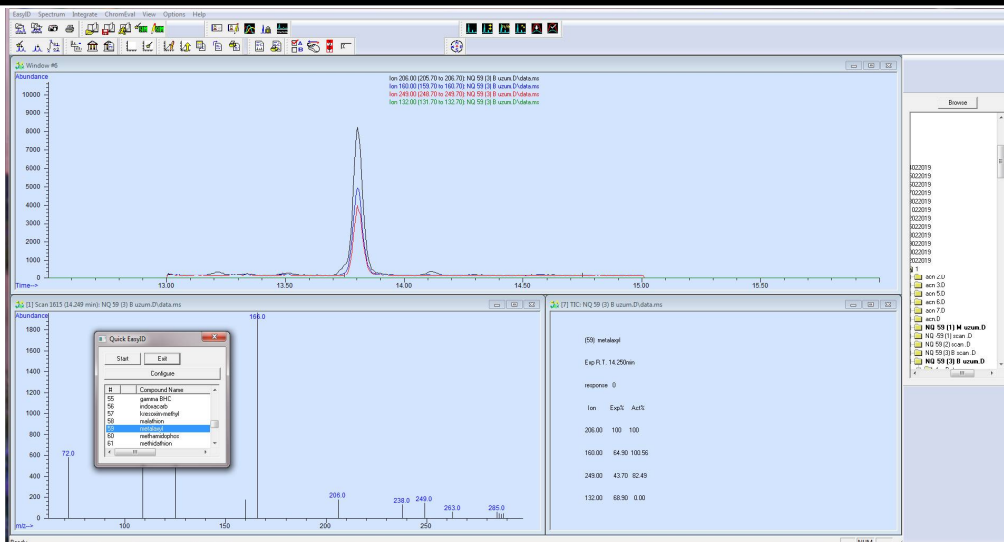 EasyID Spectrum Integrate ChromEval View Options Help
Window #6
Abundance
Ion 206.00 (205.70 to 206.70): NQ 59 (3) B uzum.D\data.ms
Ion 160.00 (159.70 to 160.70): NQ 59 (3) B uzum.D\data.ms
Ion 249.00 (248.70 to 249.70): NQ 59 (3) B uzum.D\data.ms
Ion 132.00 (131.70 to 132.70): NQ 59 (3) B uzum.D\data.ms
10000
9000
8000
7000
6000
5000
4000
3000
2000
1000
0
Time--> 13.00 13.50 14.00 14.50 15.00 15.50
[1] Scan 1615 (14.249 min): NQ 59 (3) B uzum.D\data.ms
Abundance
166.0
1800
1600
1400
1200
1000
800
600
400
200
0
72.0
206.0
238.0
249.0
263.0
285.0
m/z--> 100 150 200 250
Quick EasyID
Start Exit
Configure
# Compound Name
55 gamma BHC
56 indoxacarb
57 kresoxim-methyl
58 malathion
59 metalaxyl
60 methamidophos
61 methidathion
[7] TIC: NQ 59 (3) B uzum.D\data.ms
(59) metalaxyl
Exp R.T. 14.250min
response 0
Ion Exp% Act%
206.00 100 100
160.00 64.90 100.56
249.00 43.70 82.49
132.00 68.90 0.00
Browse
1
acn 2.D
acn 3.D
acn 5.D
acn 6.D
acn 7.D
acn.D
NQ 59 (1) M uzum.D
NQ -59 (1) scan .D
NQ 59 (2) scan .D
NQ 59 (3) B scan .D
NQ 59 (3) B uzum.D
NUM